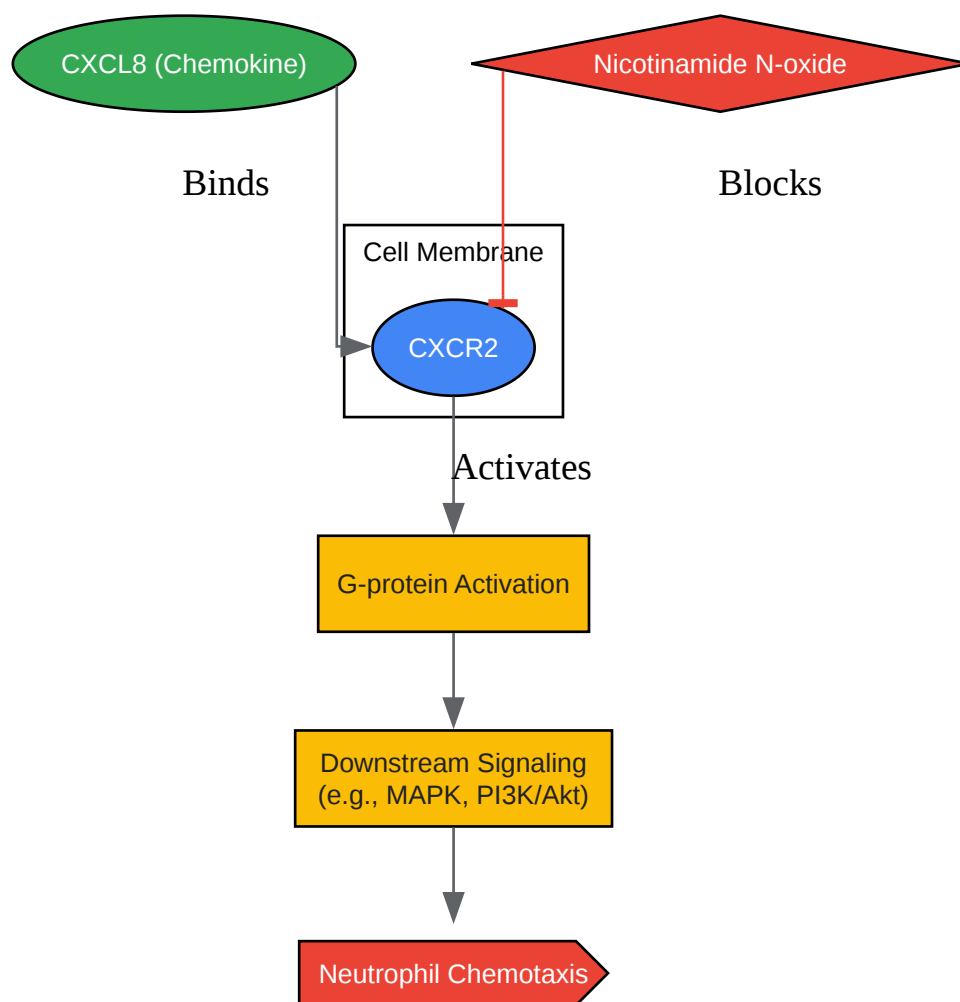 CXCL8 (Chemokine)
Nicotinamide N-oxide
Binds
Blocks
Cell Membrane
CXCR2
Activates
G-protein Activation
Downstream Signaling
(e.g., MAPK, PI3K/Akt)
Neutrophil Chemotaxis